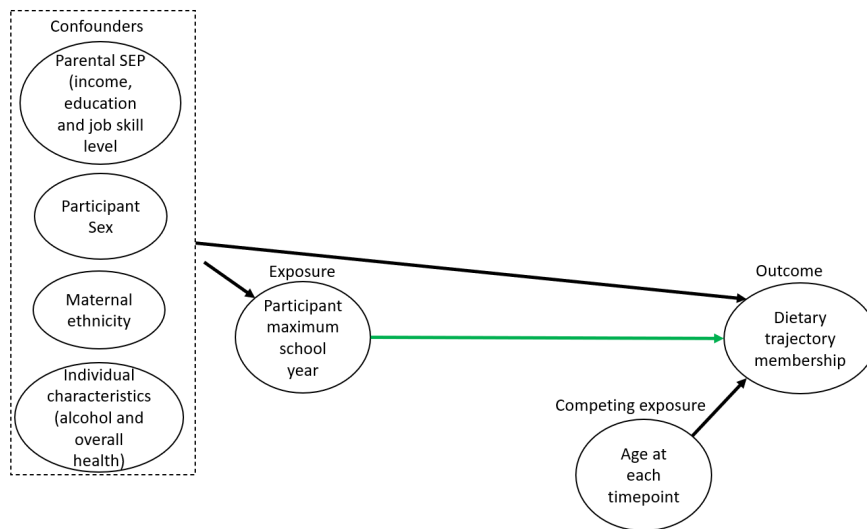 Confounders
Parental SEP
(income,
education
and job skill
level
Participant
Sex
Maternal
ethnicity
Individual
characteristics
(alcohol and
overall
health)
Exposure
Participant
maximum
school
year
Outcome
Dietary
trajectory
membership
Competing exposure
Age at
each
timepoint